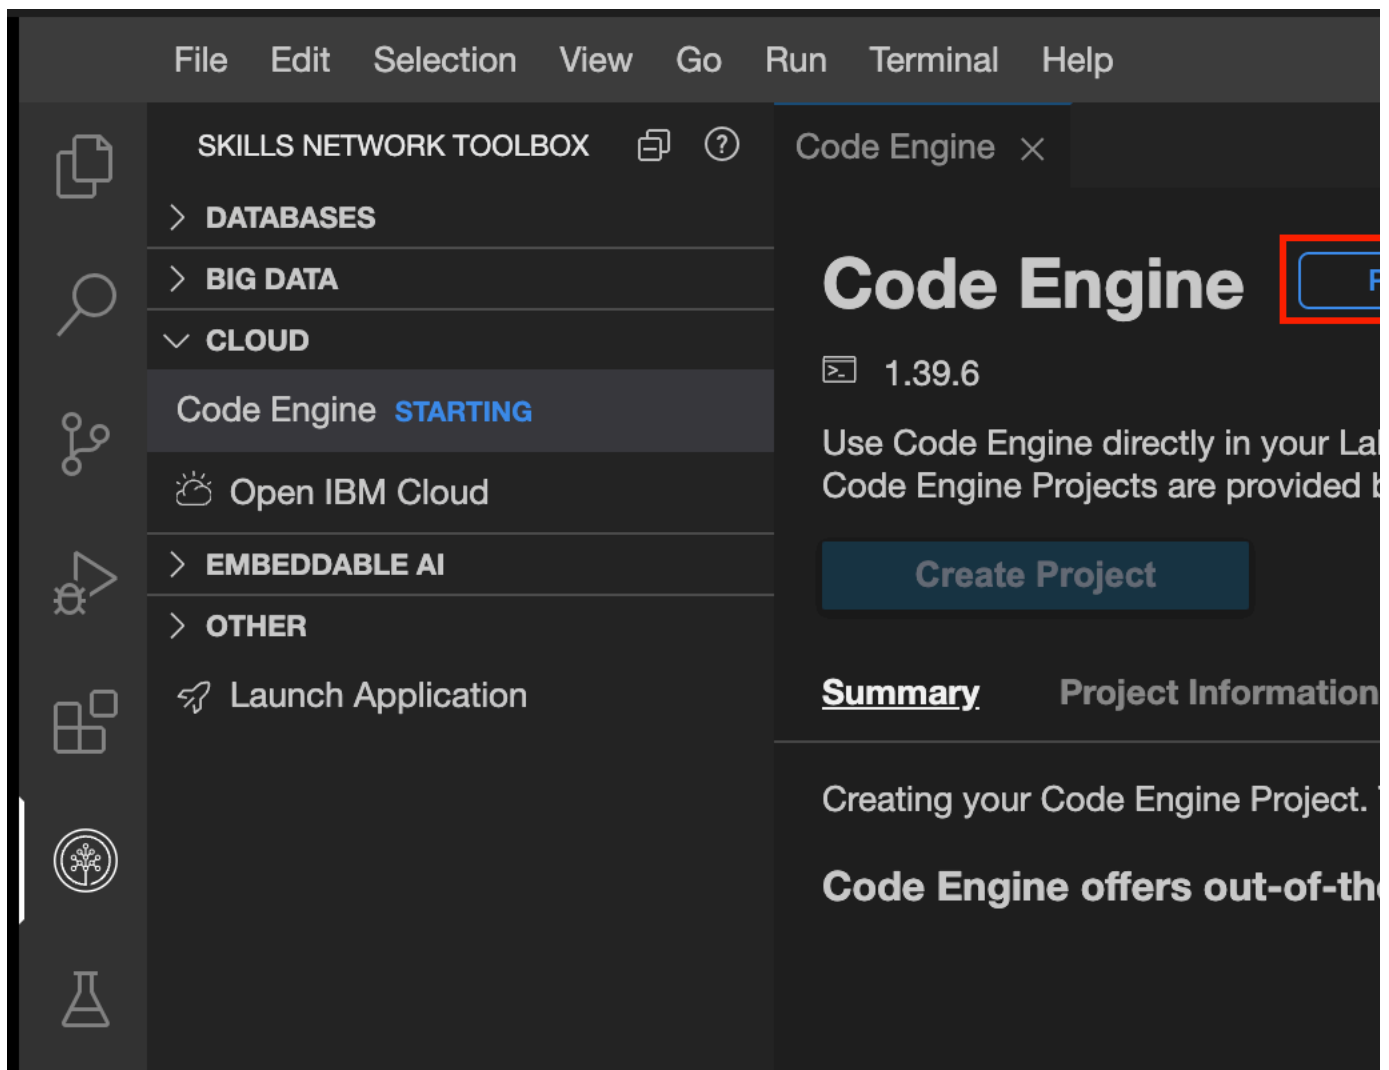 File Edit Selection View Go Run Terminal Help
SKILLS NETWORK TOOLBOX
DATABASES
BIG DATA
CLOUD
Code Engine STARTING
Open IBM Cloud
EMBEDDABLE AI
OTHER
Launch Application
Code Engine
Code Engine
1.39.6
Use Code Engine directly in your
Code Engine Projects are provided
Create Project
Summary Project Information
Creating your Code Engine Project.
Code Engine offers